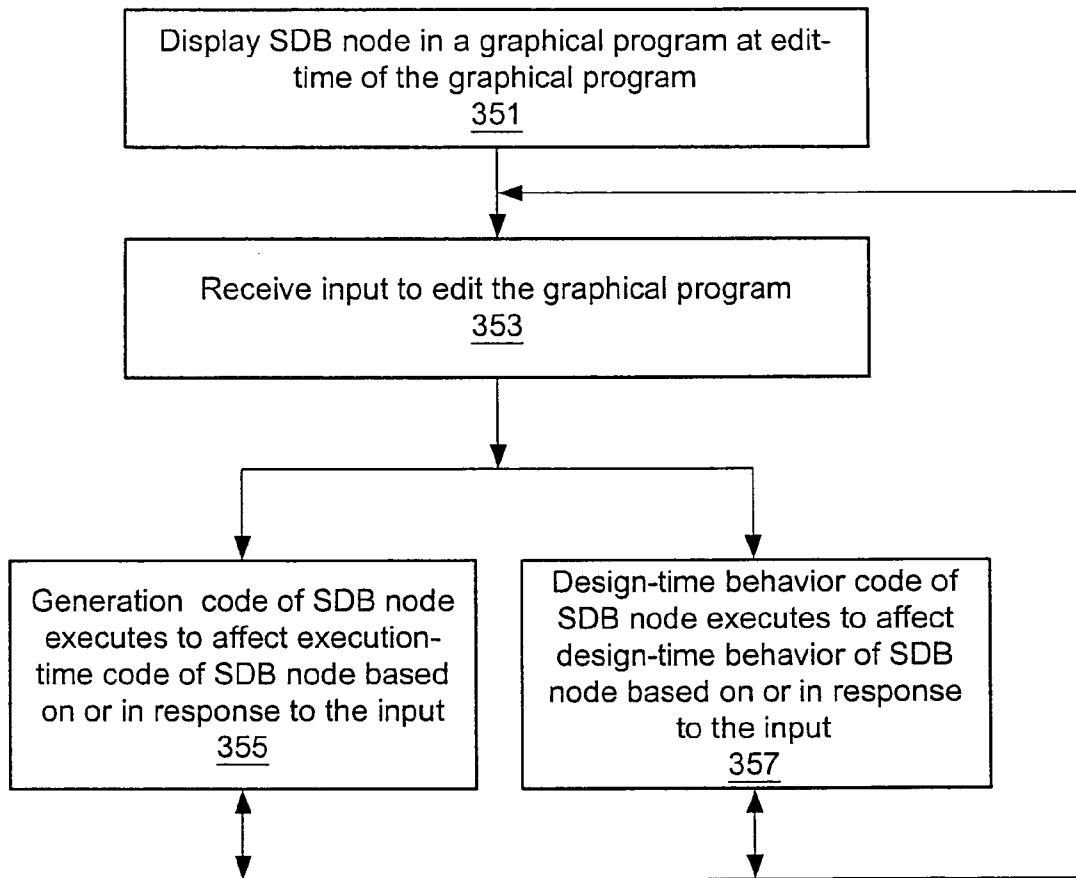 Display SDB node in a graphical program at edit-
time of the graphical program
351
Receive input to edit the graphical program
353
Generation code of SDB node
executes to affect execution-
time code of SDB node based
on or in response to the input
355
Design-time behavior code of
SDB node executes to affect
design-time behavior of SDB
node based on or in response
to the input
357